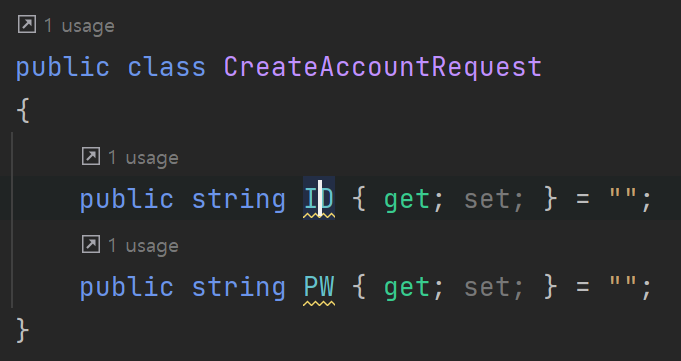 1 usage
public class CreateAccountRequest
{
1 usage
public string ID { get; set; } = "";
1 usage
public string PW { get; set; } = "";
}